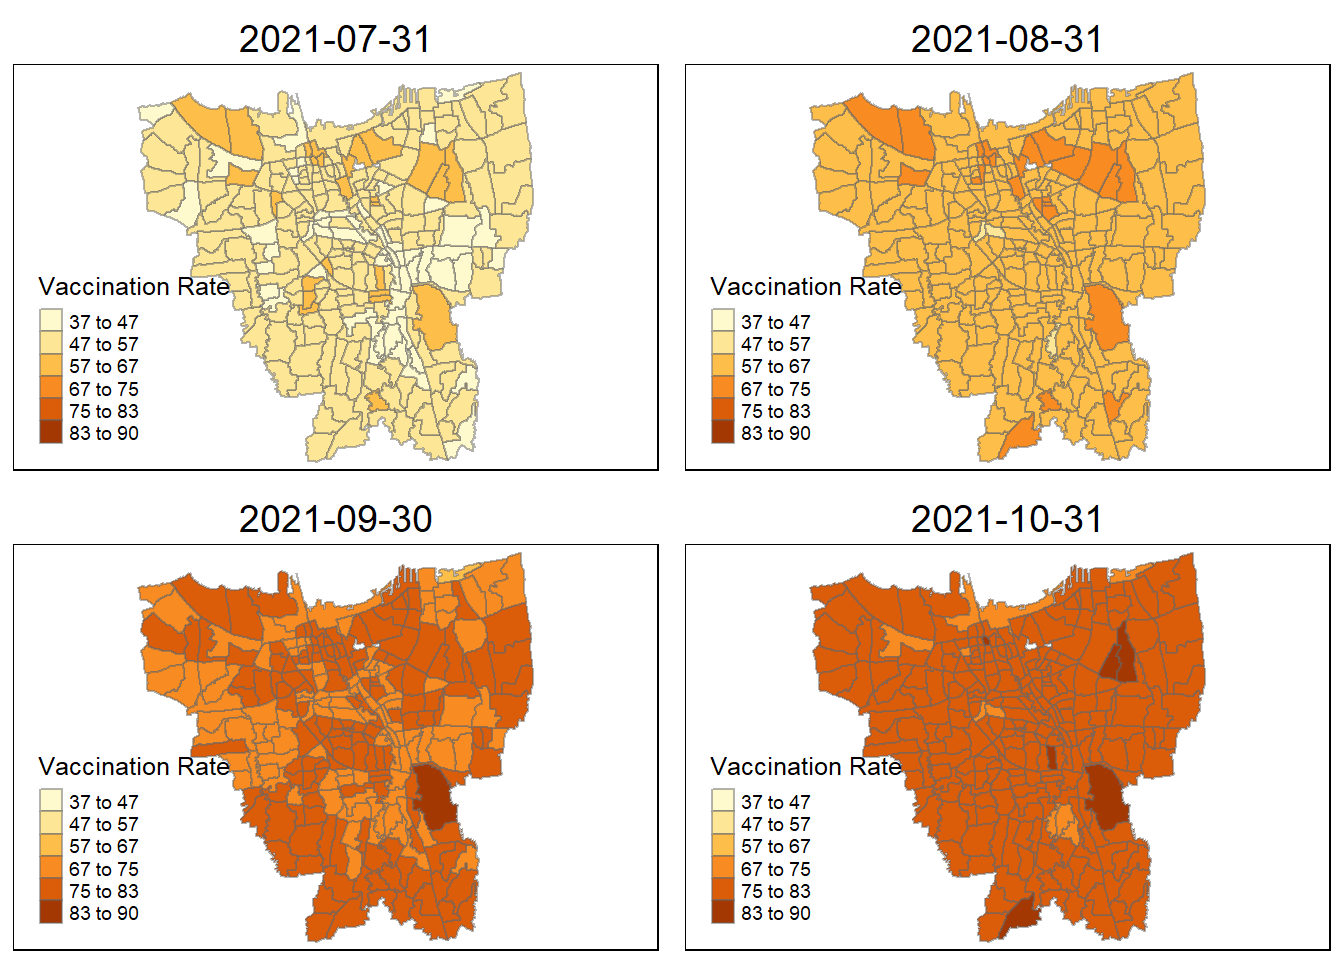 2021-07-31
Vaccination Rate
37 to 47
47 to 57
57 to 67
67 to 75
75 to 83
83 to 90
2021-08-31
Vaccination Rate
37 to 47
47 to 57
57 to 67
67 to 75
75 to 83
83 to 90
2021-09-30
Vaccination Rate
37 to 47
47 to 57
57 to 67
67 to 75
75 to 83
83 to 90
2021-10-31
Vaccination Rate
37 to 47
47 to 57
57 to 67
67 to 75
75 to 83
83 to 90